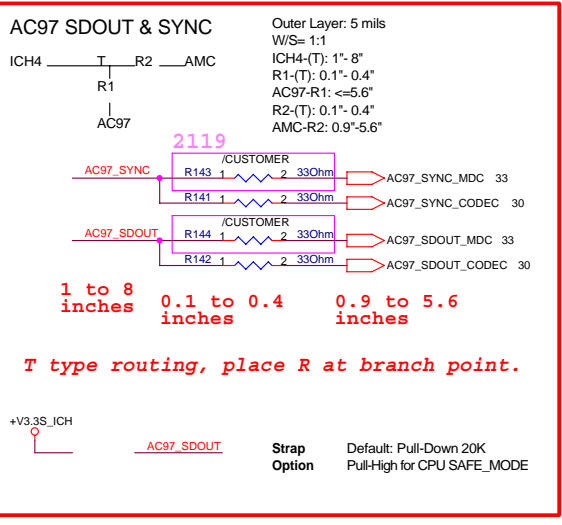 AC97 SDOUT & SYNC
Outer Layer: 5 mils
W/S= 1:1
ICH4-(T): 1"- 8"
R1-(T): 0.1"- 0.4"
AC97-R1: <=5.6"
R2-(T): 0.1"- 0.4"
AMC-R2: 0.9"-5.6"
ICH4 T R2 AMC
R1
AC97
2119
/CUSTOMER
AC97_SYNC R143 1 2 33Ohm AC97_SYNC_MDC 33
R141 1 2 33Ohm AC97_SYNC_CODEC 30
/CUSTOMER
AC97_SDOUT R144 1 2 33Ohm AC97_SDOUT_MDC 33
R142 1 2 33Ohm AC97_SDOUT_CODEC 30
1 to 8
inches
0.1 to 0.4
inches
0.9 to 5.6
inches
T type routing, place R at branch point.
+V3.3S_ICH
AC97_SDOUT
Strap Default: Pull-Down 20K
Option Pull-High for CPU SAFE_MODE